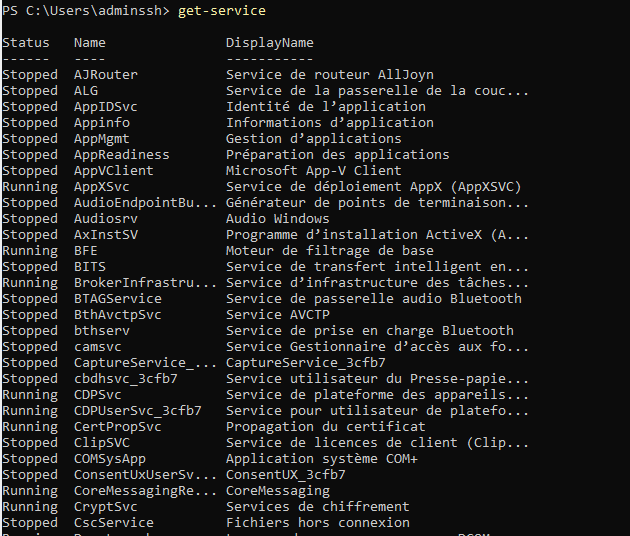 PS C:\Users\adminssh> get-service
Status Name DisplayName
------ ---- -----------
Stopped AJRouter Service de routeur AllJoyn
Stopped ALG Service de la passerelle de la couc...
Stopped AppIDSvc Identité de l’application
Stopped Appinfo Informations d’application
Stopped AppMgmt Gestion d’applications
Stopped AppReadiness Préparation des applications
Stopped AppVClient Microsoft App-V Client
Running AppXSvc Service de déploiement AppX (AppXSVC)
Stopped AudioEndpointBu... Générateur de points de terminaison...
Stopped Audiosrv Audio Windows
Stopped AxInstSV Programme d’installation ActiveX (A...
Running BFE Moteur de filtrage de base
Stopped BITS Service de transfert intelligent en...
Running BrokerInfrastru... Service d’infrastructure des tâches...
Stopped BTAGService Service de passerelle audio Bluetooth
Stopped BthAvctpSvc Service AVCTP
Stopped bthserv Service de prise en charge Bluetooth
Stopped camsvc Service Gestionnaire d’accès aux fo...
Stopped CaptureService_... CaptureService_3cfb7
Stopped cbdhsvc_3cfb7 Service utilisateur du Presse-papie...
Running CDPSvc Service de plateforme des appareils...
Running CDPUserSvc_3cfb7 Service pour utilisateur de platefo...
Running CertPropSvc Propagation du certificat
Stopped ClipSVC Service de licences de client (Clip...
Stopped COMSysApp Application système COM+
Stopped ConsentUxUserSv... ConsentUX_3cfb7
Running CoreMessagingRe... CoreMessaging
Running CryptSvc Services de chiffrement
Stopped CscService Fichiers hors connexion